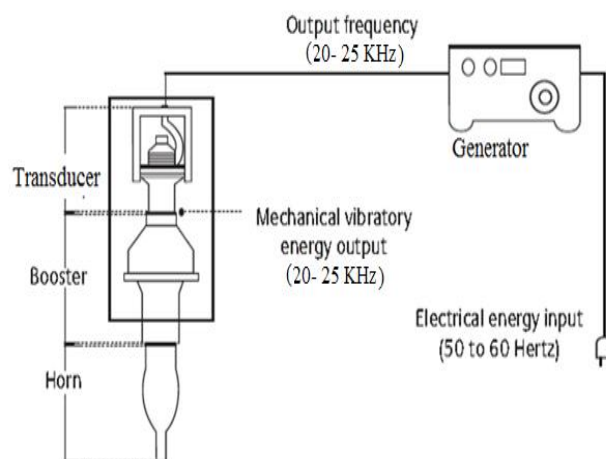 Output frequency
(20- 25 KHz)
Generator
Transducer
Mechanical vibratory
energy output
(20- 25 KHz)
Booster
Electrical energy input
(50 to 60 Hertz)
Horn